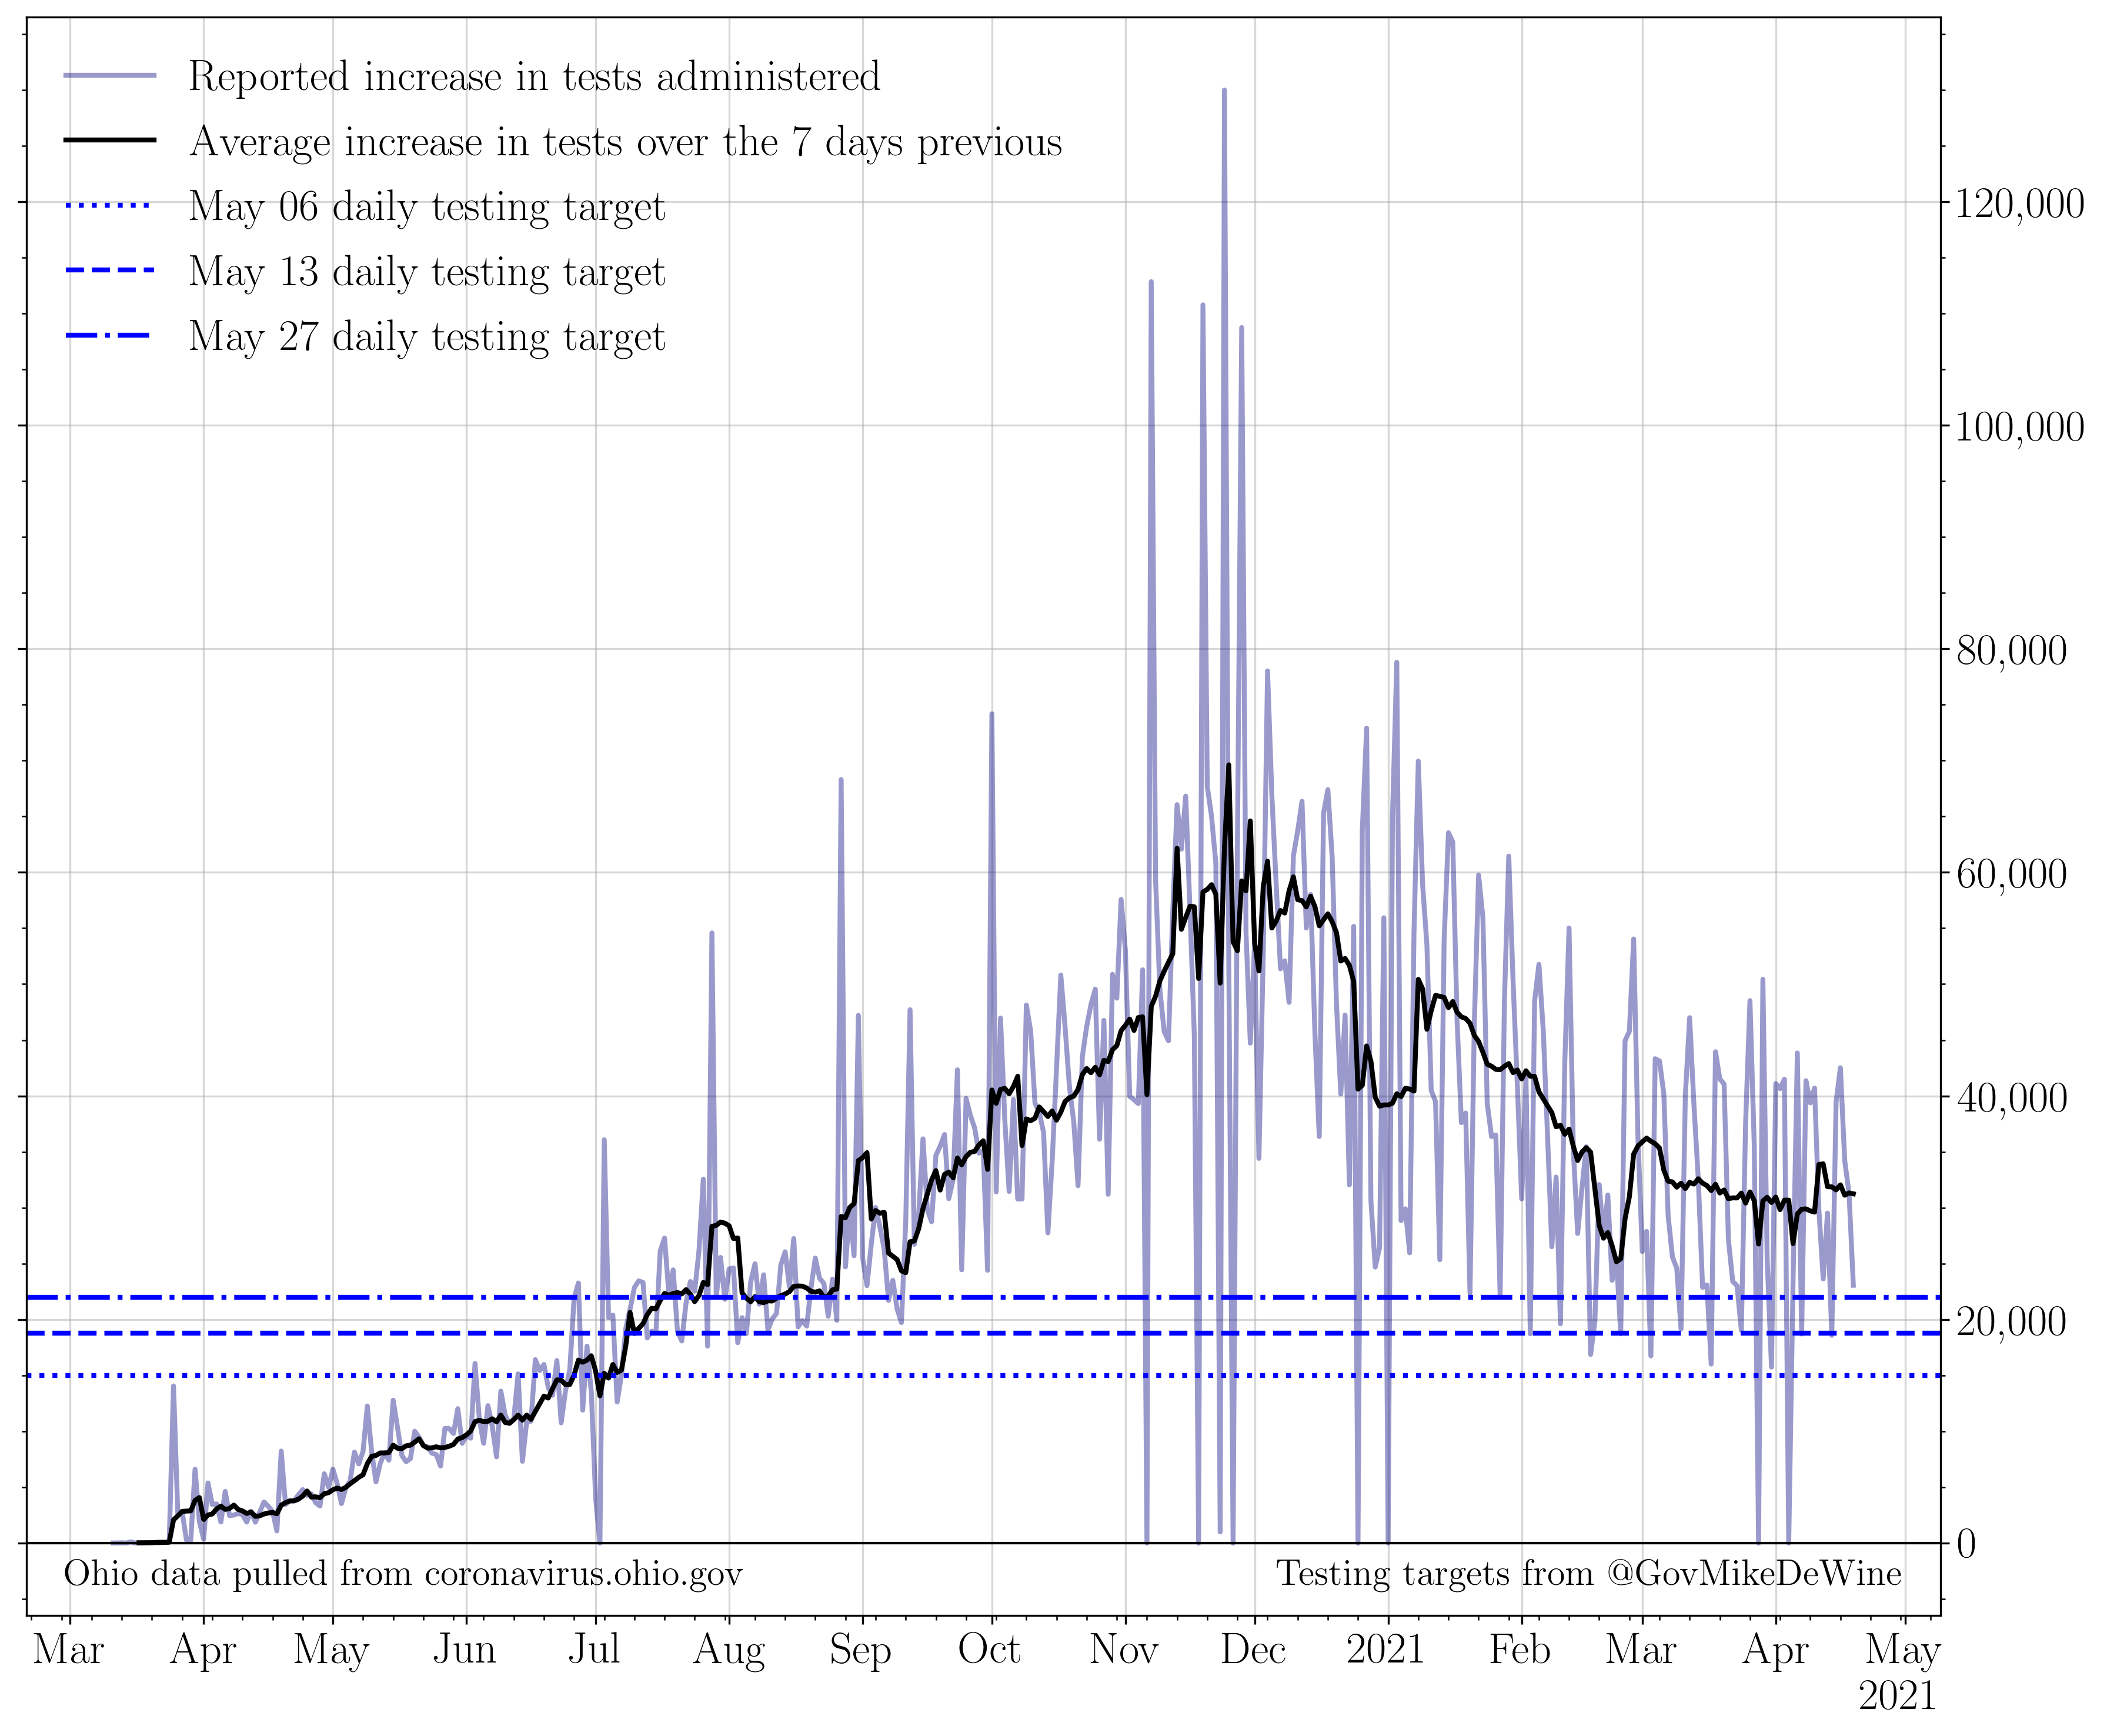 Reported increase in tests administered
Average increase in tests over the 7 days previous
May 06 daily testing target
May 13 daily testing target
May 27 daily testing target
120,000
100,000
80,000
60,000
40,000
20,000
0
Ohio data pulled from coronavirus.ohio.gov
Testing targets from @GovMikeDeWine
Mar Apr May Jun Jul Aug Sep Oct Nov Dec 2021 Feb Mar Apr May
2021